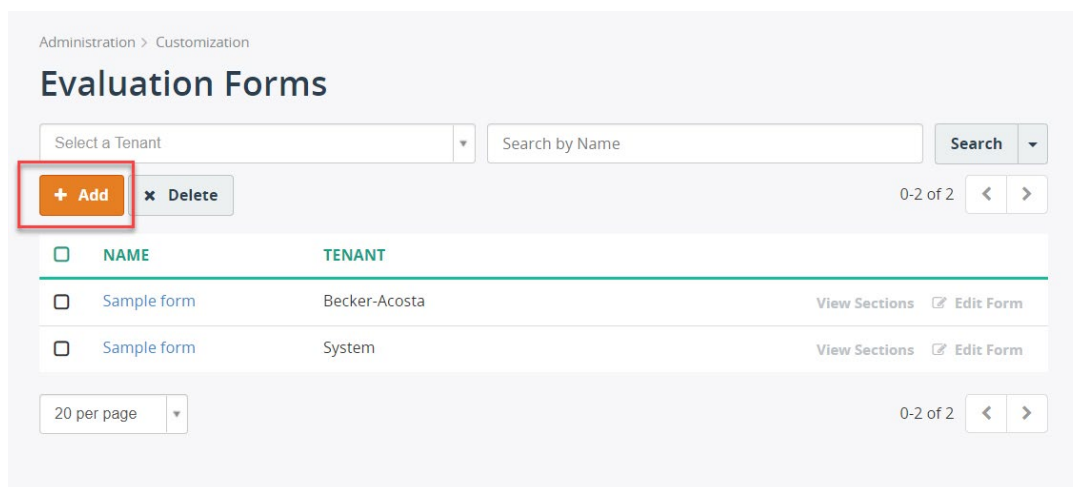 Administration > Customization
Evaluation Forms
Select a Tenant Search by Name Search
+ Add × Delete 0-2 of 2 < >
NAME TENANT
Sample form Becker-Acosta View Sections Edit Form
Sample form System View Sections Edit Form
20 per page 0-2 of 2 < >